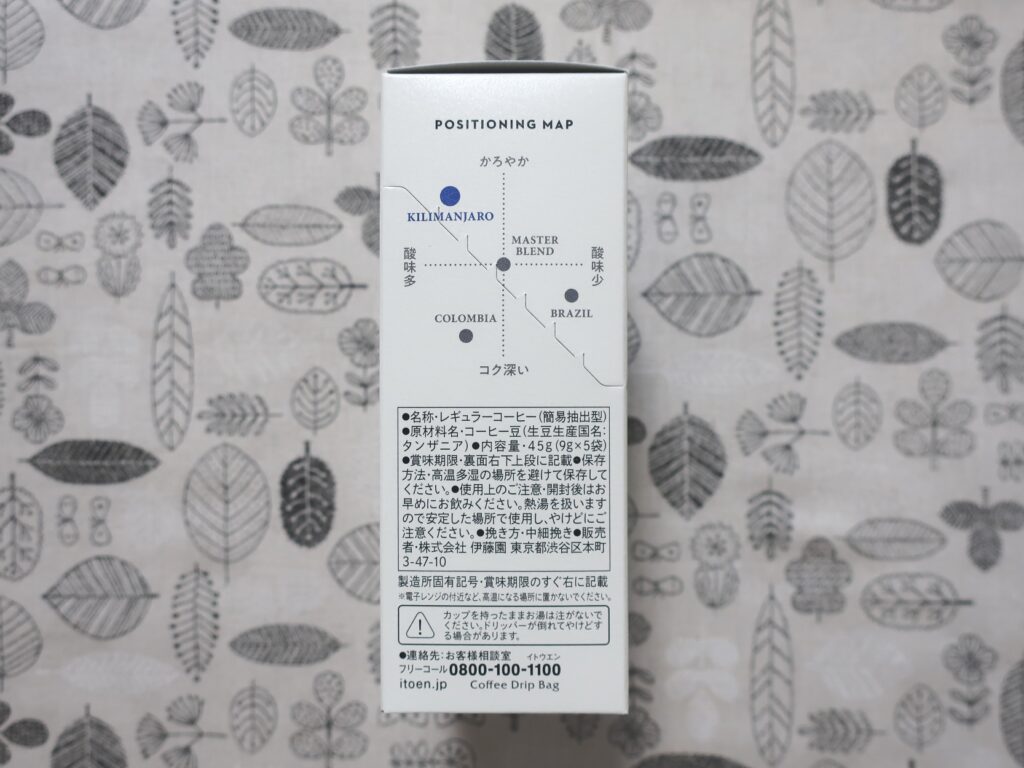 POSITIONING MAP
かろやか
KILIMANJARO
MASTER
BLEND
酸味多
酸味少
COLOMBIA
BRAZIL
コク深い
●名称・レギュラーコーヒー(簡易抽出型)
●原材料名・コーヒー豆(生豆生産国名:
タンザニア)●内容量・45g(9g×5袋)
●賞味期限・裏面右下上段に記載●保存
方法・高温多湿の場所を避けて保存して
ください。●使用上のご注意・開封後はお
早めにお飲みください。熱湯を扱います
ので安定した場所で使用し、やけどにご
注意ください。●挽き方・中細挽き●販売
者・株式会社 伊藤園 東京都渋谷区本町
3-47-10
製造所固有記号・賞味期限のすぐ右に記載
※電子レンジの付近など、高温になる場所に置かないでください。
カップを持ったままお湯は注がないで
ください。ドリッパーが倒れてやけどす
る場合があります。
●連絡先:お客様相談室 イトウエン
フリーコール0800-100-1100
itoen.jp Coffee Drip Bag